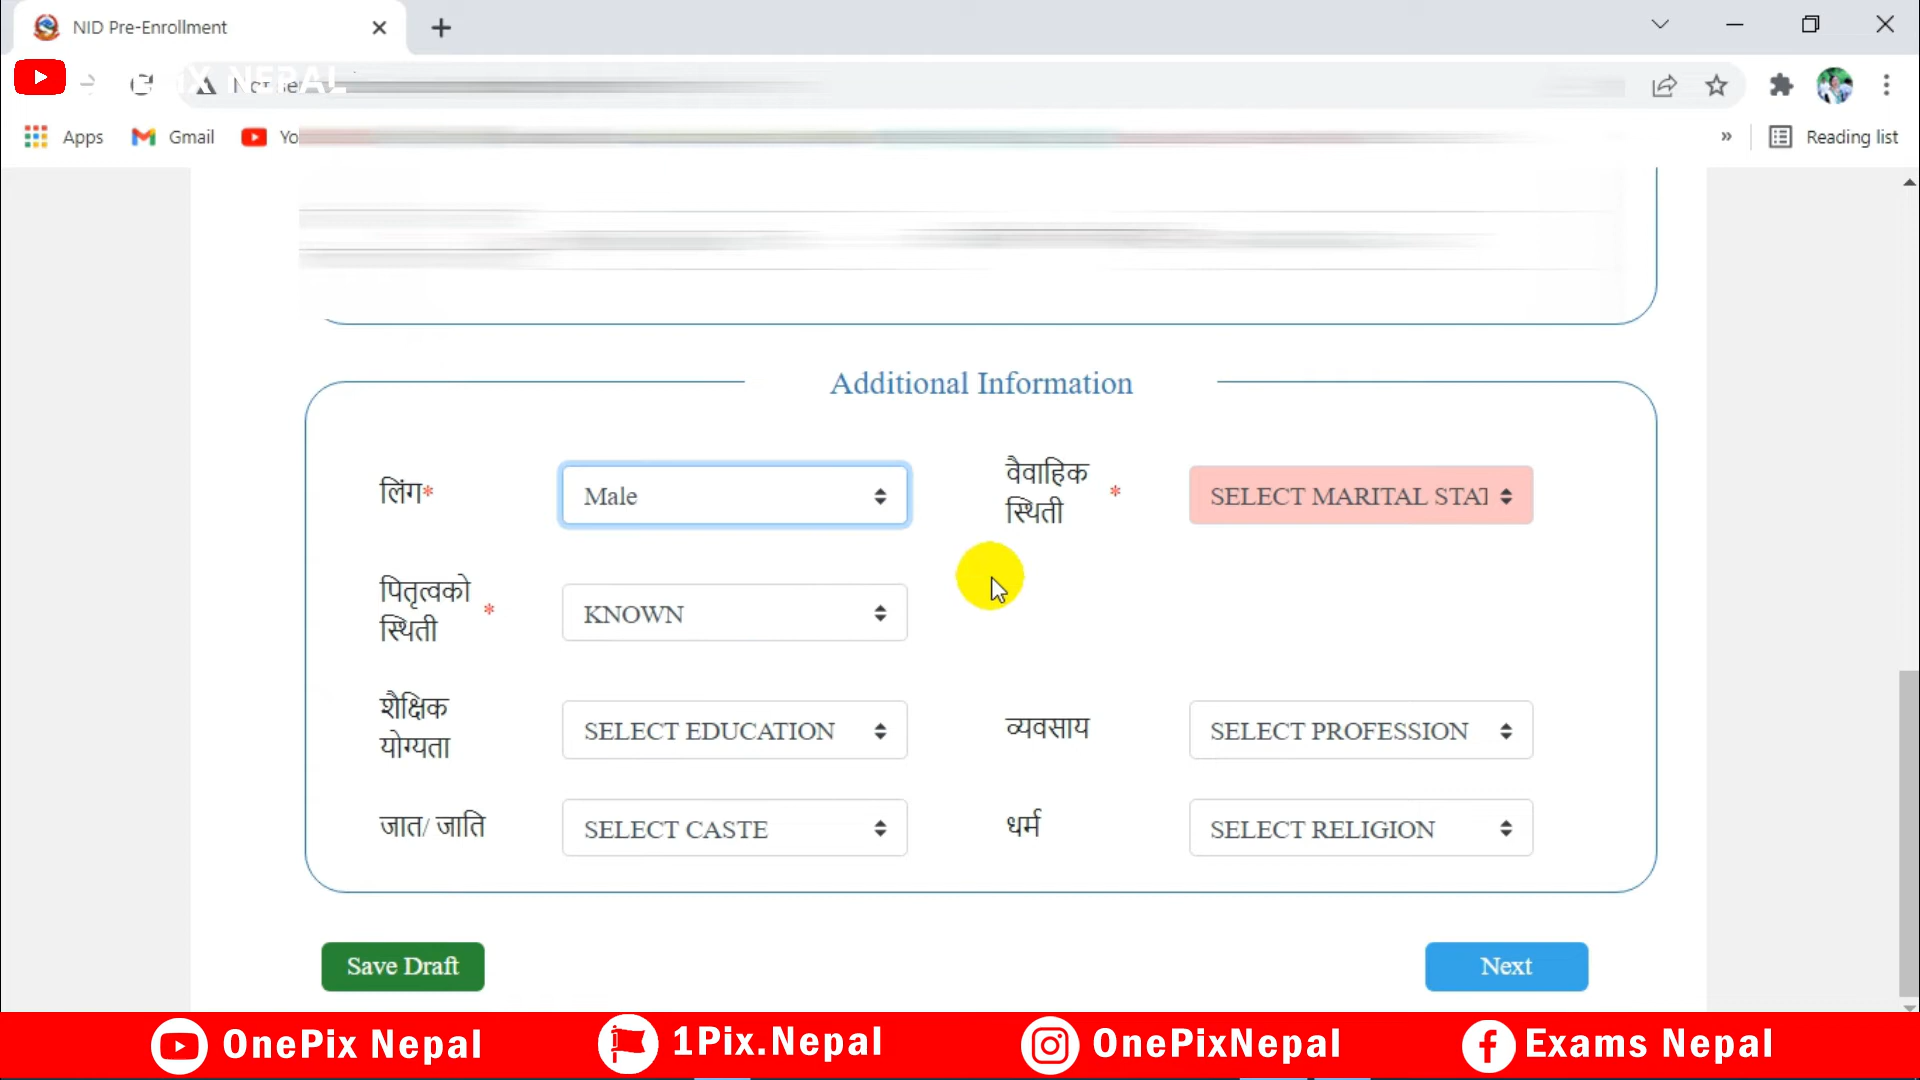 NID Pre-Enrollment
NEPAL
Apps
Gmail
Reading list
Additional Information
लिंग*
Male
वैवाहिक
स्थिती
*
SELECT MARITAL STAT
पितृत्वको
स्थिती
*
KNOWN
शैक्षिक
योग्यता
SELECT EDUCATION
व्यवसाय
SELECT PROFESSION
जात/ जाति
SELECT CASTE
धर्म
SELECT RELIGION
Save Draft
Next
OnePix Nepal
1Pix.Nepal
OnePixNepal
Exams Nepal